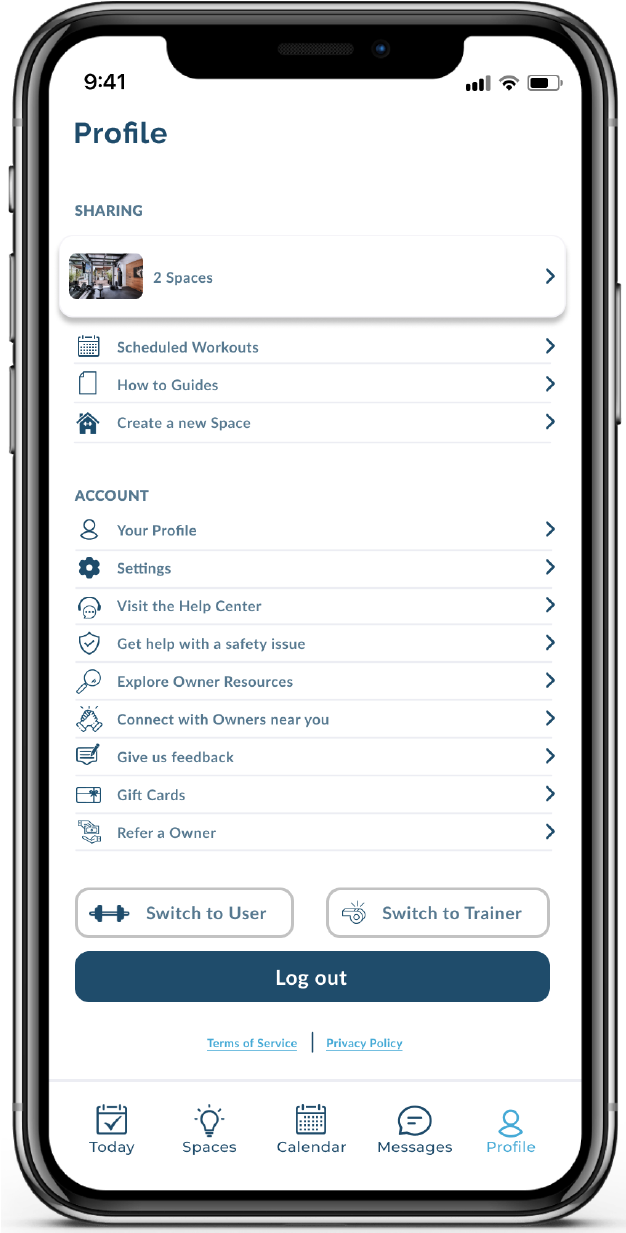 9:41
Profile
SHARING
2 Spaces
Scheduled Workouts
How to Guides
Create a new Space
ACCOUNT
Your Profile
Settings
Visit the Help Center
Get help with a safety issue
Explore Owner Resources
Connect with Owners near you
Give us feedback
Gift Cards
Refer a Owner
Switch to User Switch to Trainer
Log out
Terms of Service Privacy Policy
Today Spaces Calendar Messages Profile